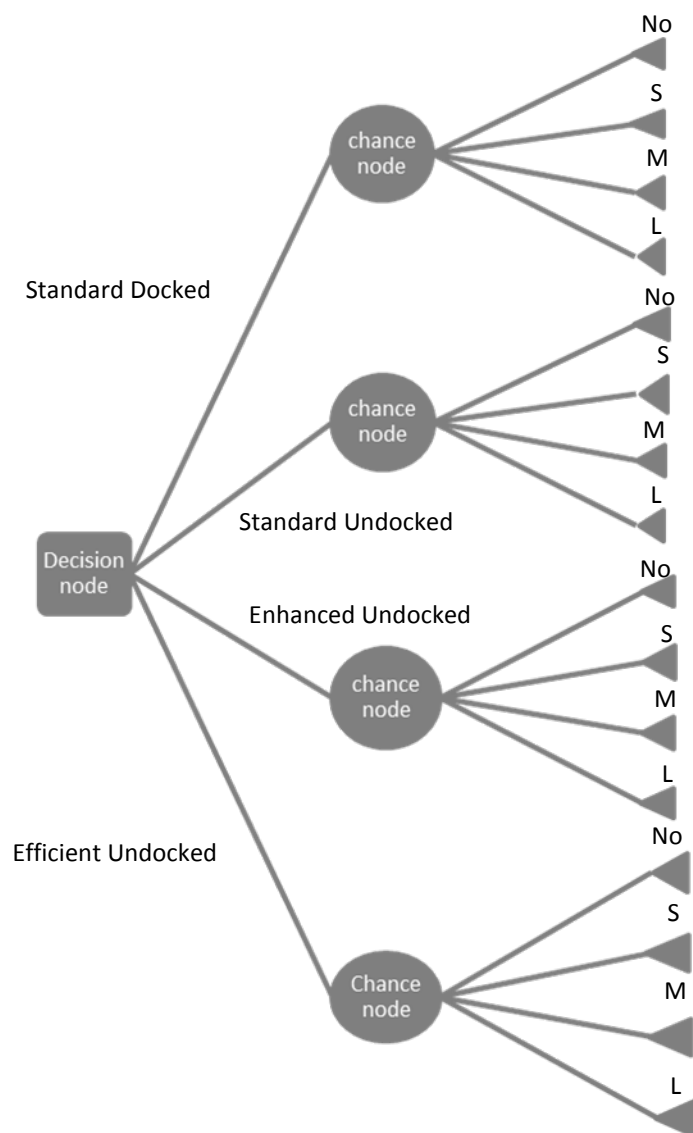 No
S
chance
node
M
L
Standard Docked
No
S
chance
node
M
L
Standard Undocked
Decision
node
No
Enhanced Undocked
S
chance
node
M
L
Efficient Undocked
No
S
Chance
node
M
L